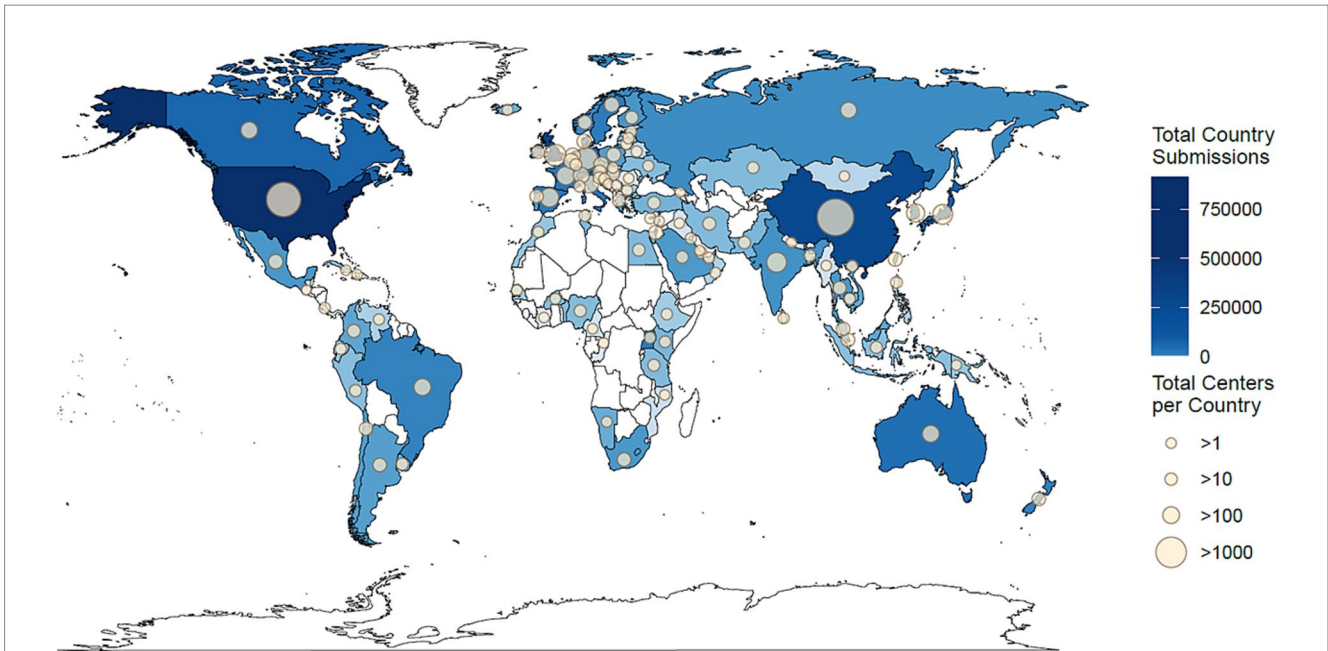 Total Country
Submissions
750000
500000
250000
0
Total Centers
per Country
>1
>10
>100
>1000